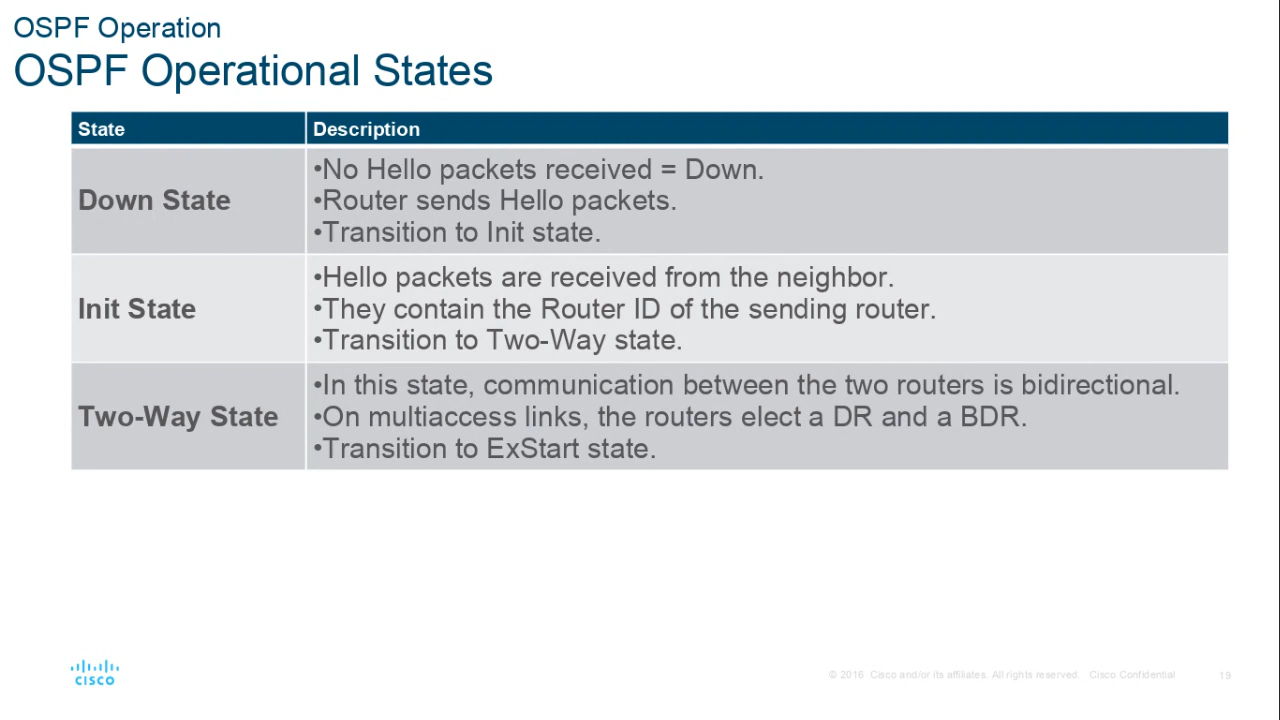 OSPF Operation
OSPF Operational States
State
Description
Down State
•No Hello packets received = Down.
•Router sends Hello packets.
•Transition to Init state.
Init State
•Hello packets are received from the neighbor.
•They contain the Router ID of the sending router.
•Transition to Two-Way state.
Two-Way State
•In this state, communication between the two routers is bidirectional.
•On multiaccess links, the routers elect a DR and a BDR.
•Transition to ExStart state.
CISCO
© 2016 Cisco and/or its affiliates. All rights reserved. Cisco Confidential
19